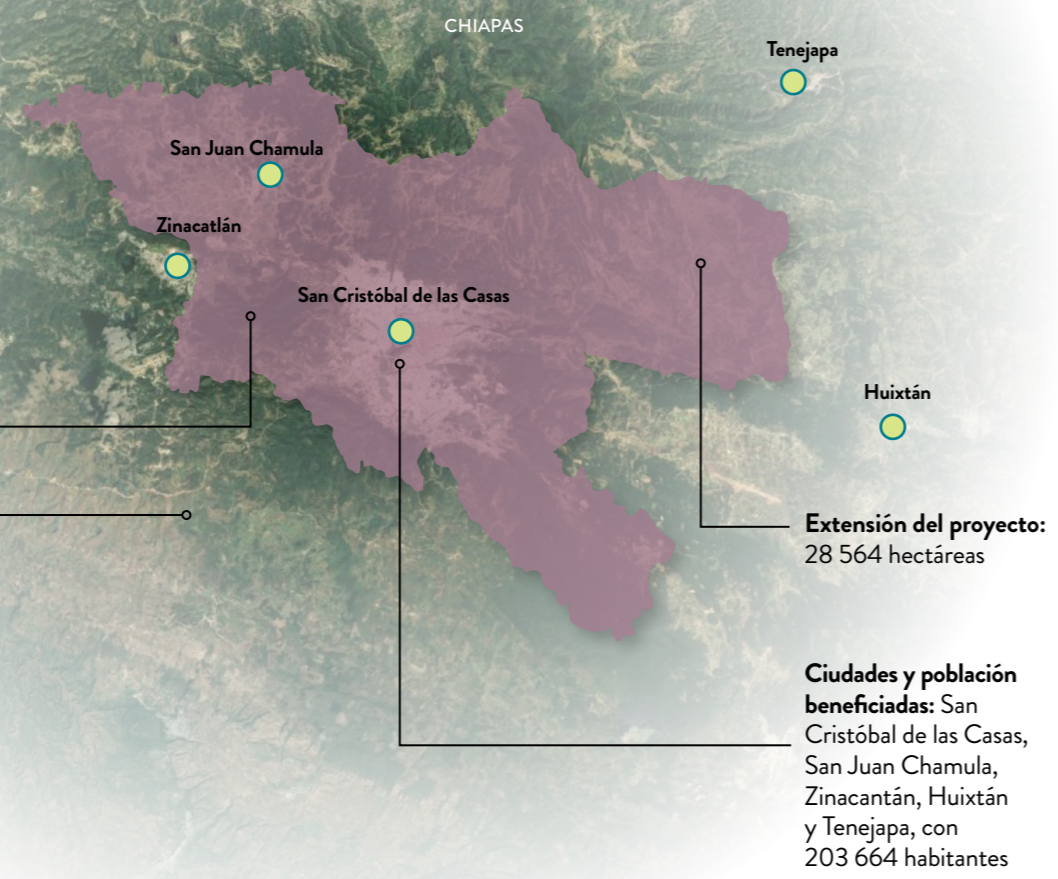 CHIAPAS
Tenejapa
San Juan Chamula
Zinacatlán
San Cristóbal de las Casas
Huixtán
Extensión del proyecto:
28 564 hectáreas
Ciudades y población
beneficiadas: San
Cristóbal de las Casas,
San Juan Chamula,
Zinacantán, Huixtán
y Tenejapa, con
203 664 habitantes